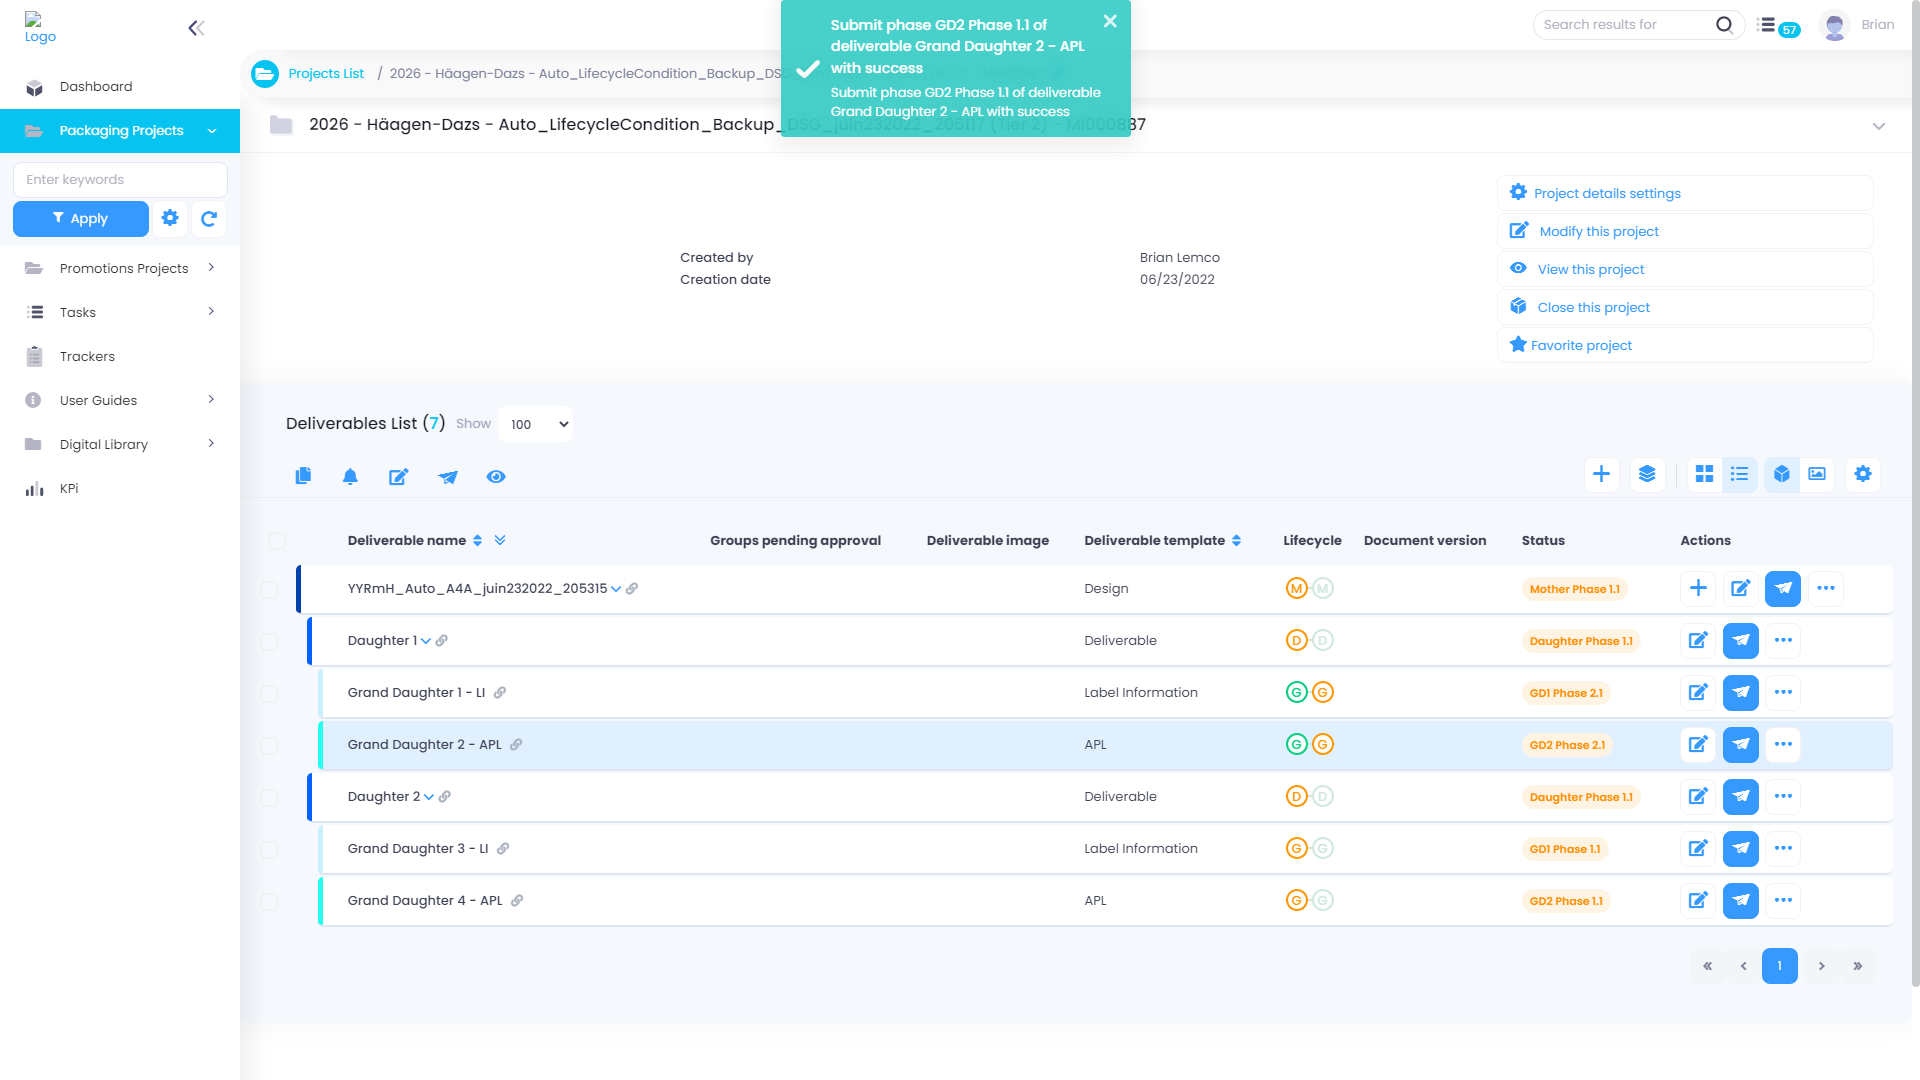 Logo
Dashboard
Packaging Projects
Enter keywords
Apply
Promotions Projects
Tasks
Trackers
User Guides
Digital Library
KPi
Submit phase GD2 Phase 1.1 of
deliverable Grand Daughter 2 - APL
with success
Submit phase GD2 Phase 1.1 of deliverable
Grand Daughter 2 - APL with success
Search results for
57
Brian
Projects List / 2026 - Häagen-Dazs - Auto_LifecycleCondition_Backup_DSG
2026 - Häagen-Dazs - Auto_LifecycleCondition_Backup_DSG_juin232022_205117 (Tier 2) - MI000887
Project details settings
Modify this project
View this project
Close this project
Favorite project
Created by Brian Lemco
Creation date 06/23/2022
Deliverables List (7) Show 100
Deliverable name Groups pending approval Deliverable image Deliverable template Lifecycle Document version Status Actions
YYRmH_Auto_A4A_juin232022_205315 Design M M Mother Phase 1.1
Daughter 1 Deliverable D D Daughter Phase 1.1
Grand Daughter 1 - LI Label Information G G GD1 Phase 2.1
Grand Daughter 2 - APL APL G G GD2 Phase 2.1
Daughter 2 Deliverable D D Daughter Phase 1.1
Grand Daughter 3 - LI Label Information G G GD1 Phase 1.1
Grand Daughter 4 - APL APL G G GD2 Phase 1.1
« ‹ 1 › »